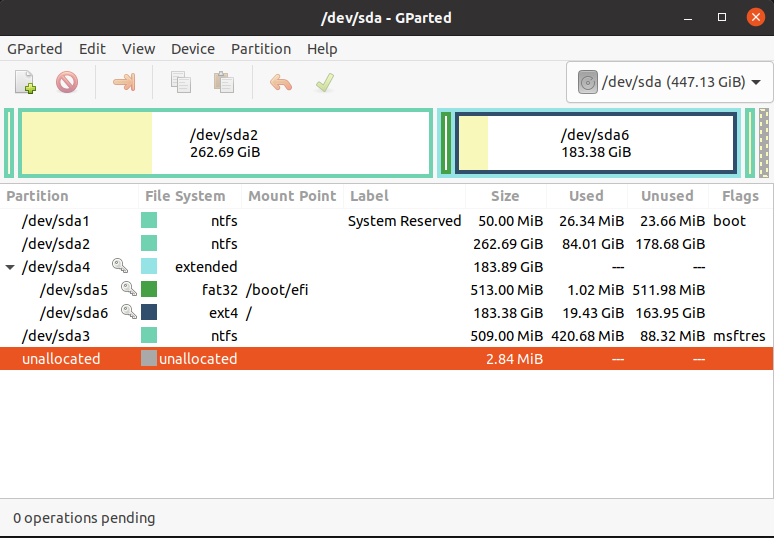 /dev/sda - GParted
GParted Edit View Device Partition Help
/dev/sda (447.13 GiB)
/dev/sda2
262.69 GiB
/dev/sda6
183.38 GiB
Partition File System Mount Point Label Size Used Unused Flags
/dev/sda1 ntfs System Reserved 50.00 MiB 26.34 MiB 23.66 MiB boot
/dev/sda2 ntfs 262.69 GiB 84.01 GiB 178.68 GiB
/dev/sda4 extended 183.89 GiB --- ---
/dev/sda5 fat32 /boot/efi 513.00 MiB 1.02 MiB 511.98 MiB
/dev/sda6 ext4 / 183.38 GiB 19.43 GiB 163.95 GiB
/dev/sda3 ntfs 509.00 MiB 420.68 MiB 88.32 MiB msftres
unallocated unallocated 2.84 MiB --- ---
0 operations pending